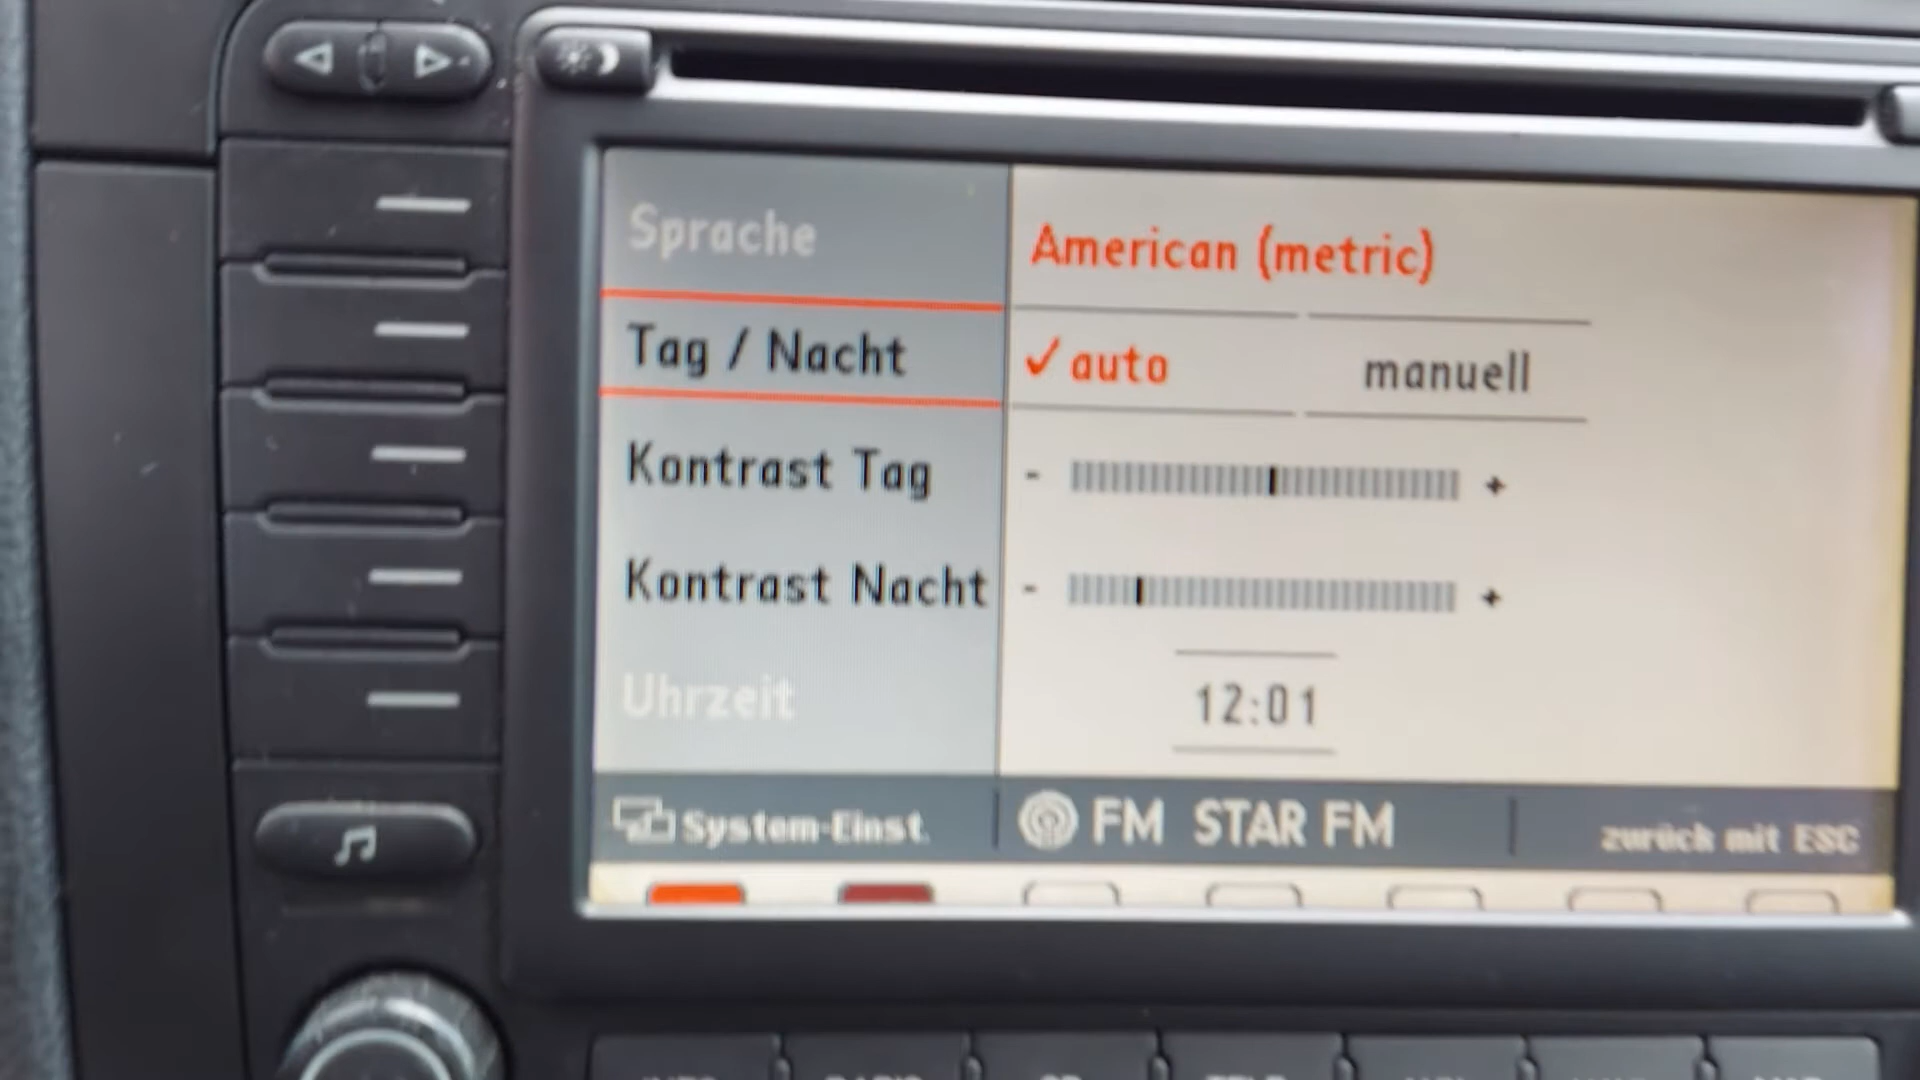 Sprache American (metric)
Tag / Nacht ✓ auto manuell
Kontrast Tag - +
Kontrast Nacht - +
Uhrzeit 12:01
System-Einst. FM STAR FM zurück mit ESC